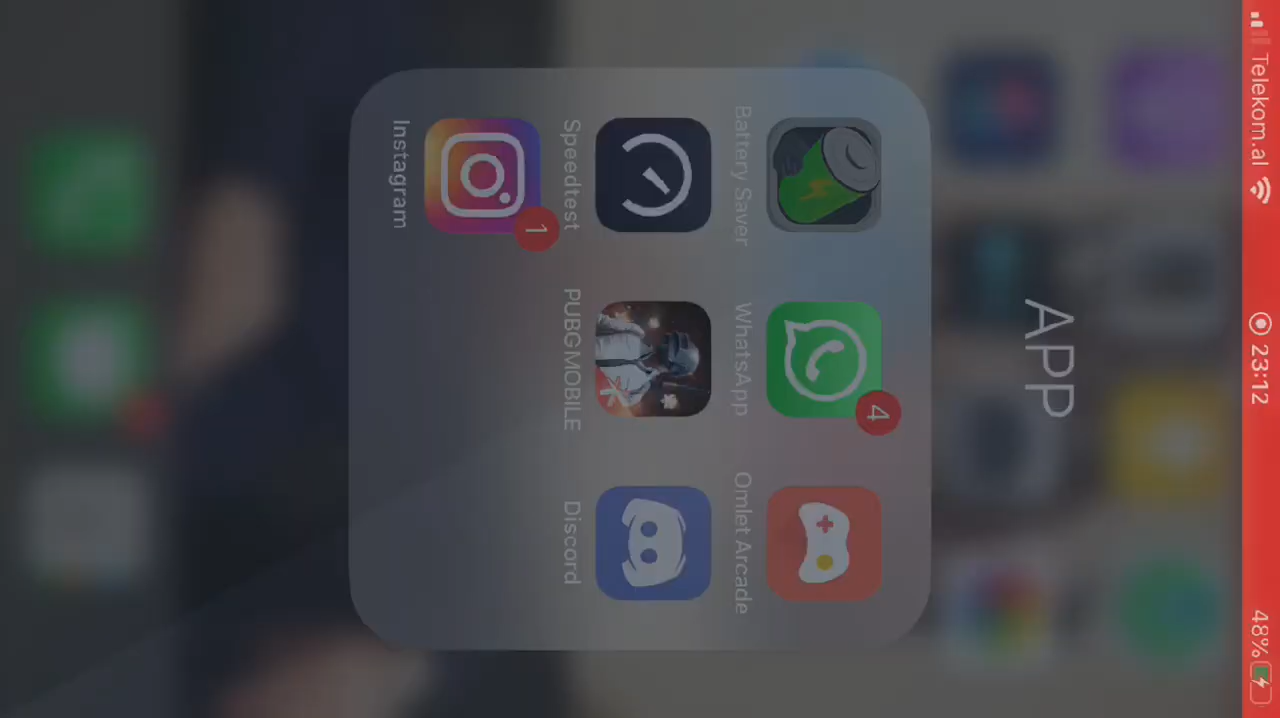 Telekom.al
23:12
48%
APP
Battery Saver
WhatsApp
4
Omlet Arcade
Speedtest
PUBGMOBILE
Discord
Instagram
1